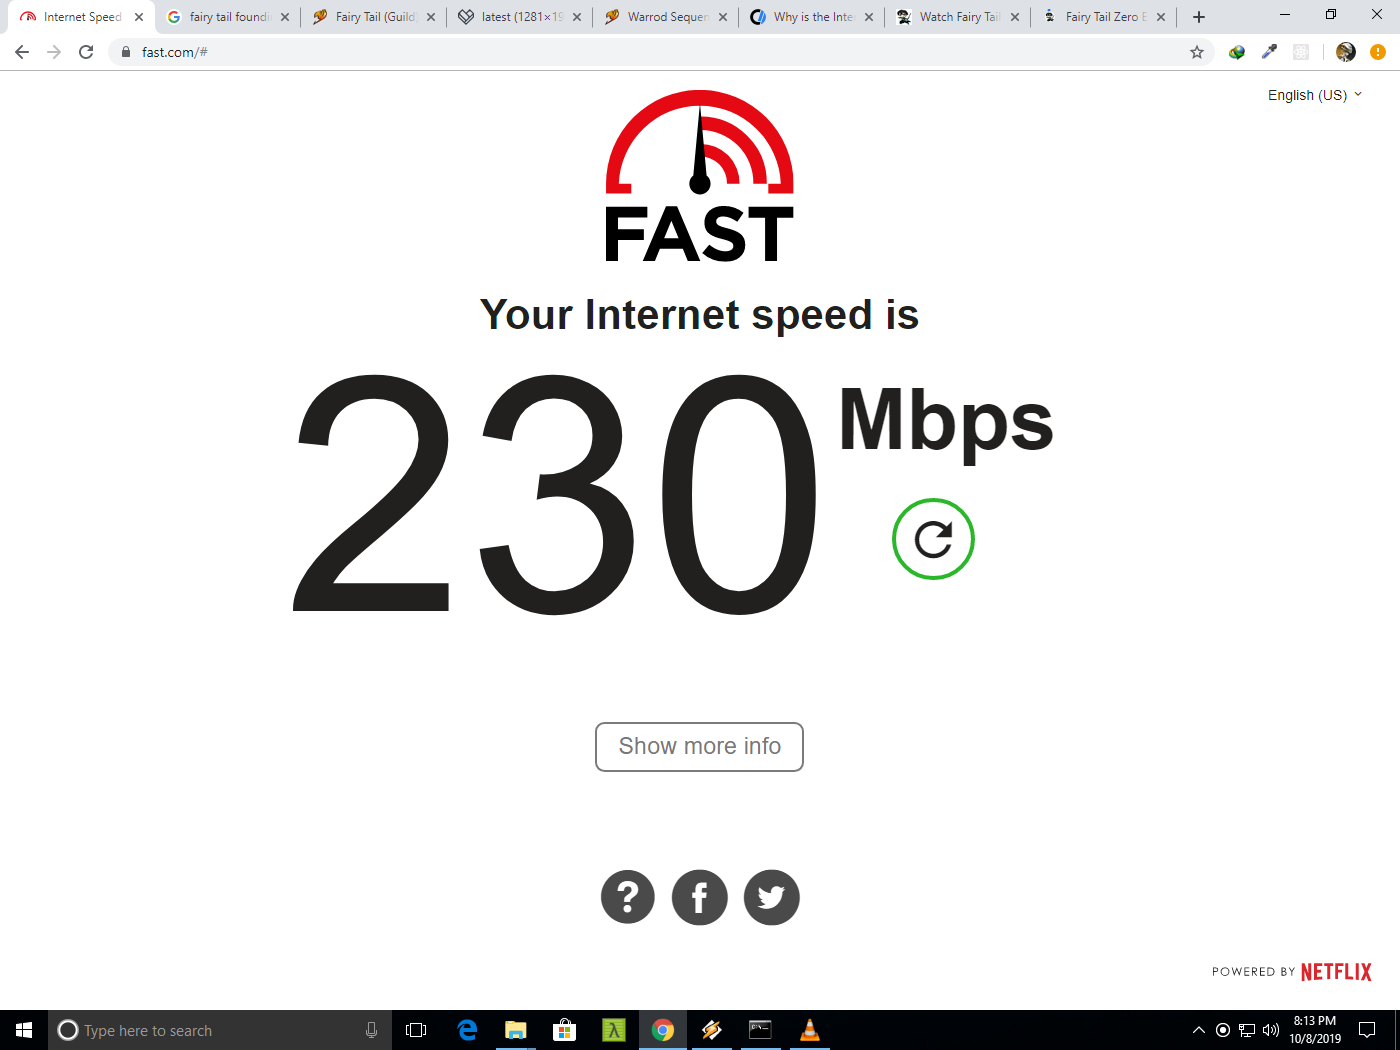 Internet Speed
fairy tail foundi
Fairy Tail (Guild)
latest (1281×19
Warrod Sequen
Why is the Inter
Watch Fairy Tail
Fairy Tail Zero E
fast.com/#
English (US)
FAST
Your Internet speed is
230 Mbps
Show more info
?
f
POWERED BY NETFLIX
Type here to search
8:13 PM
10/8/2019